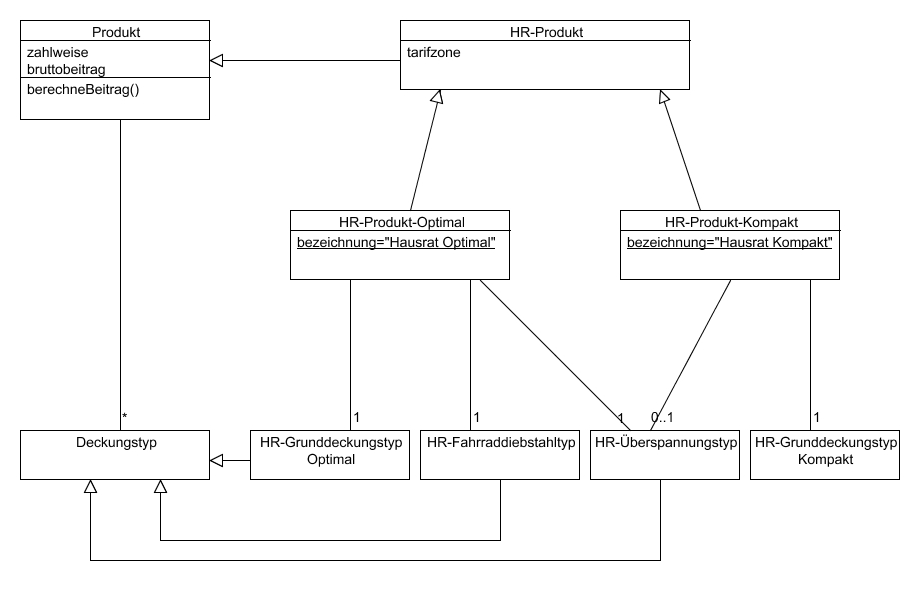 Produkt
zahlweise
bruttobeitrag
berechneBeitrag()
HR-Produkt
tarifzone
HR-Produkt-Optimal
bezeichnung="Hausrat Optimal"
HR-Produkt-Kompakt
bezeichnung="Hausrat Kompakt"
*
1
1
1
0..1
1
Deckungstyp
HR-Grunddeckungstyp
Optimal
HR-Fahrraddiebstahltyp
HR-Überspannungstyp
HR-Grunddeckungstyp
Kompakt